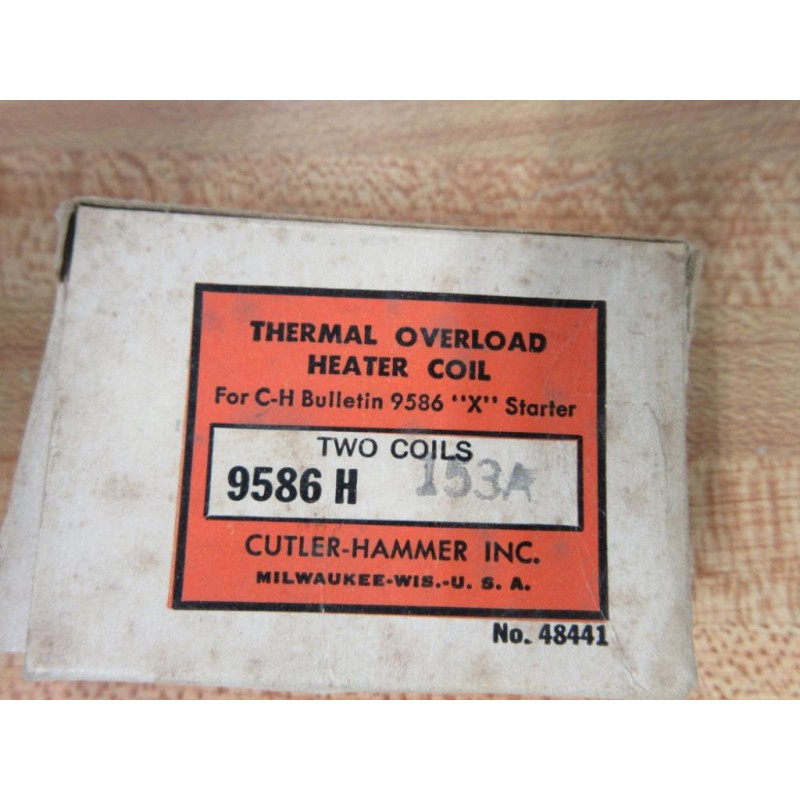 THERMAL OVERLOAD
HEATER COIL
For C-H Bulletin 9586 "X" Starter
TWO COILS
9586 H 153A
CUTLER-HAMMER INC.
MILWAUKEE-WIS.-U. S. A.
No. 48441